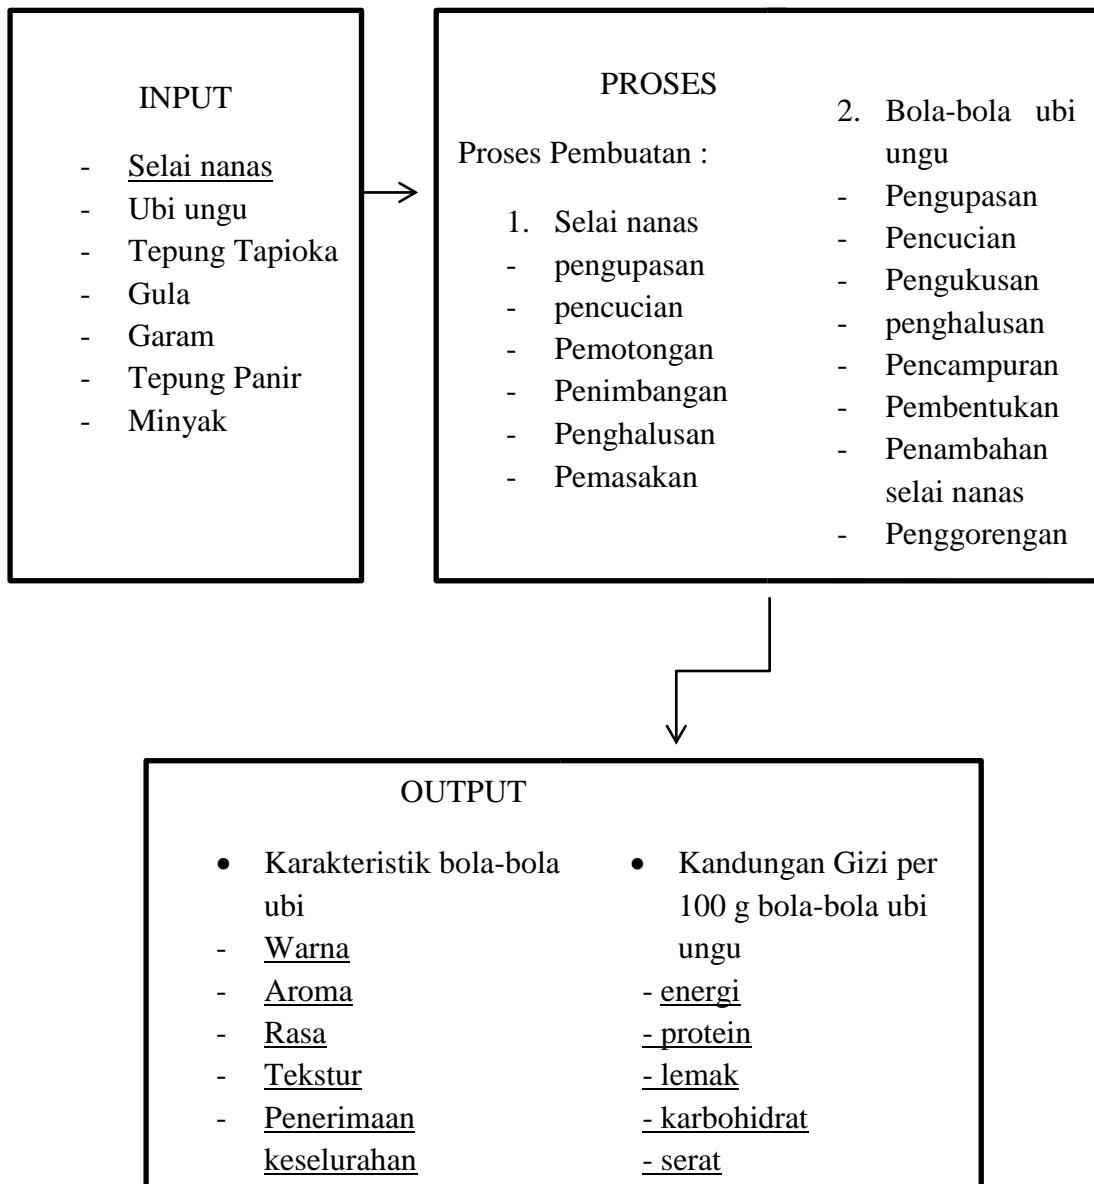 INPUT
- Selai nanas
- Ubi ungu
- Tepung Tapioka
- Gula
- Garam
- Tepung Panir
- Minyak
PROSES
Proses Pembuatan :
1. Selai nanas
- pengupasan
- pencucian
- Pemotongan
- Penimbangan
- Penghalusan
- Pemasakan
2. Bola-bola ubi
ungu
- Pengupasan
- Pencucian
- Pengukusan
- penghalusan
- Pencampuran
- Pembentukan
- Penambahan
selai nanas
- Penggorengan
OUTPUT
• Karakteristik bola-bola
ubi
- Warna
- Aroma
- Rasa
- Tekstur
- Penerimaan
keselurahan
• Kandungan Gizi per
100 g bola-bola ubi
ungu
- energi
- protein
- lemak
- karbohidrat
- serat